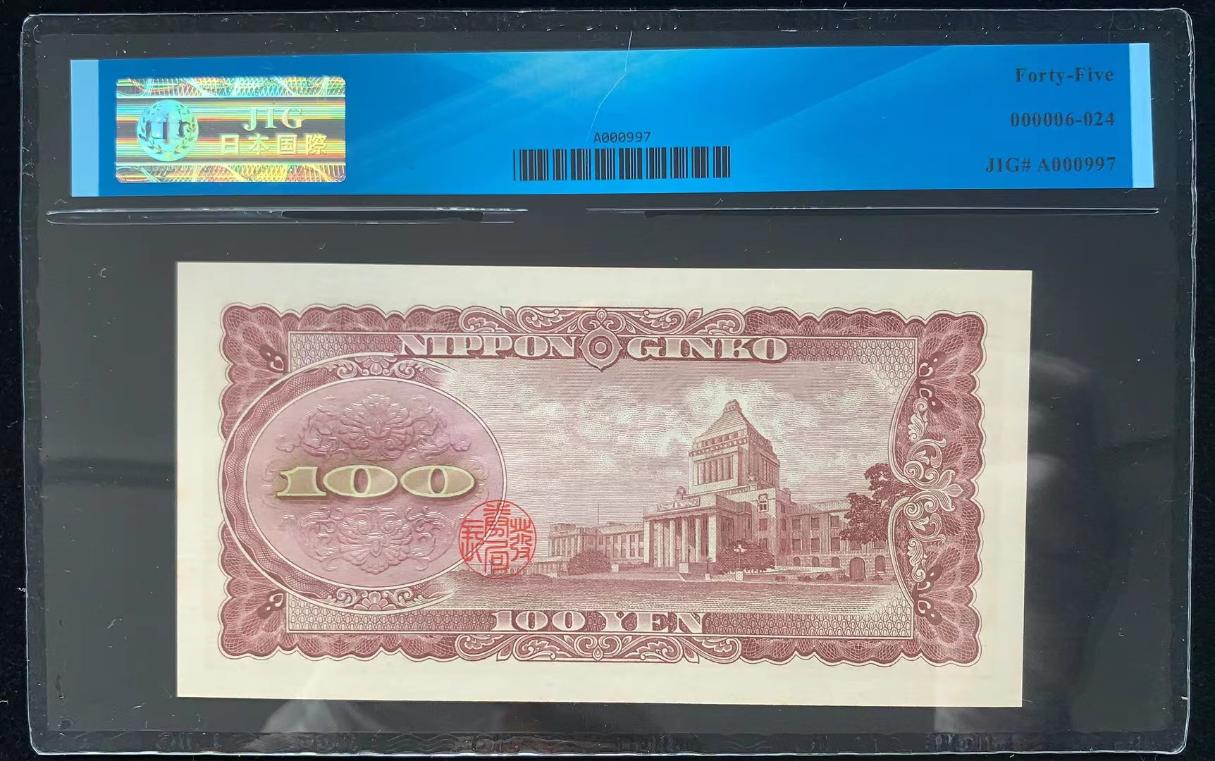 JIG
日本国際
A000997
Forty-Five
000006-024
JIG# A000997
NIPPON GINKO
100
100 YEN